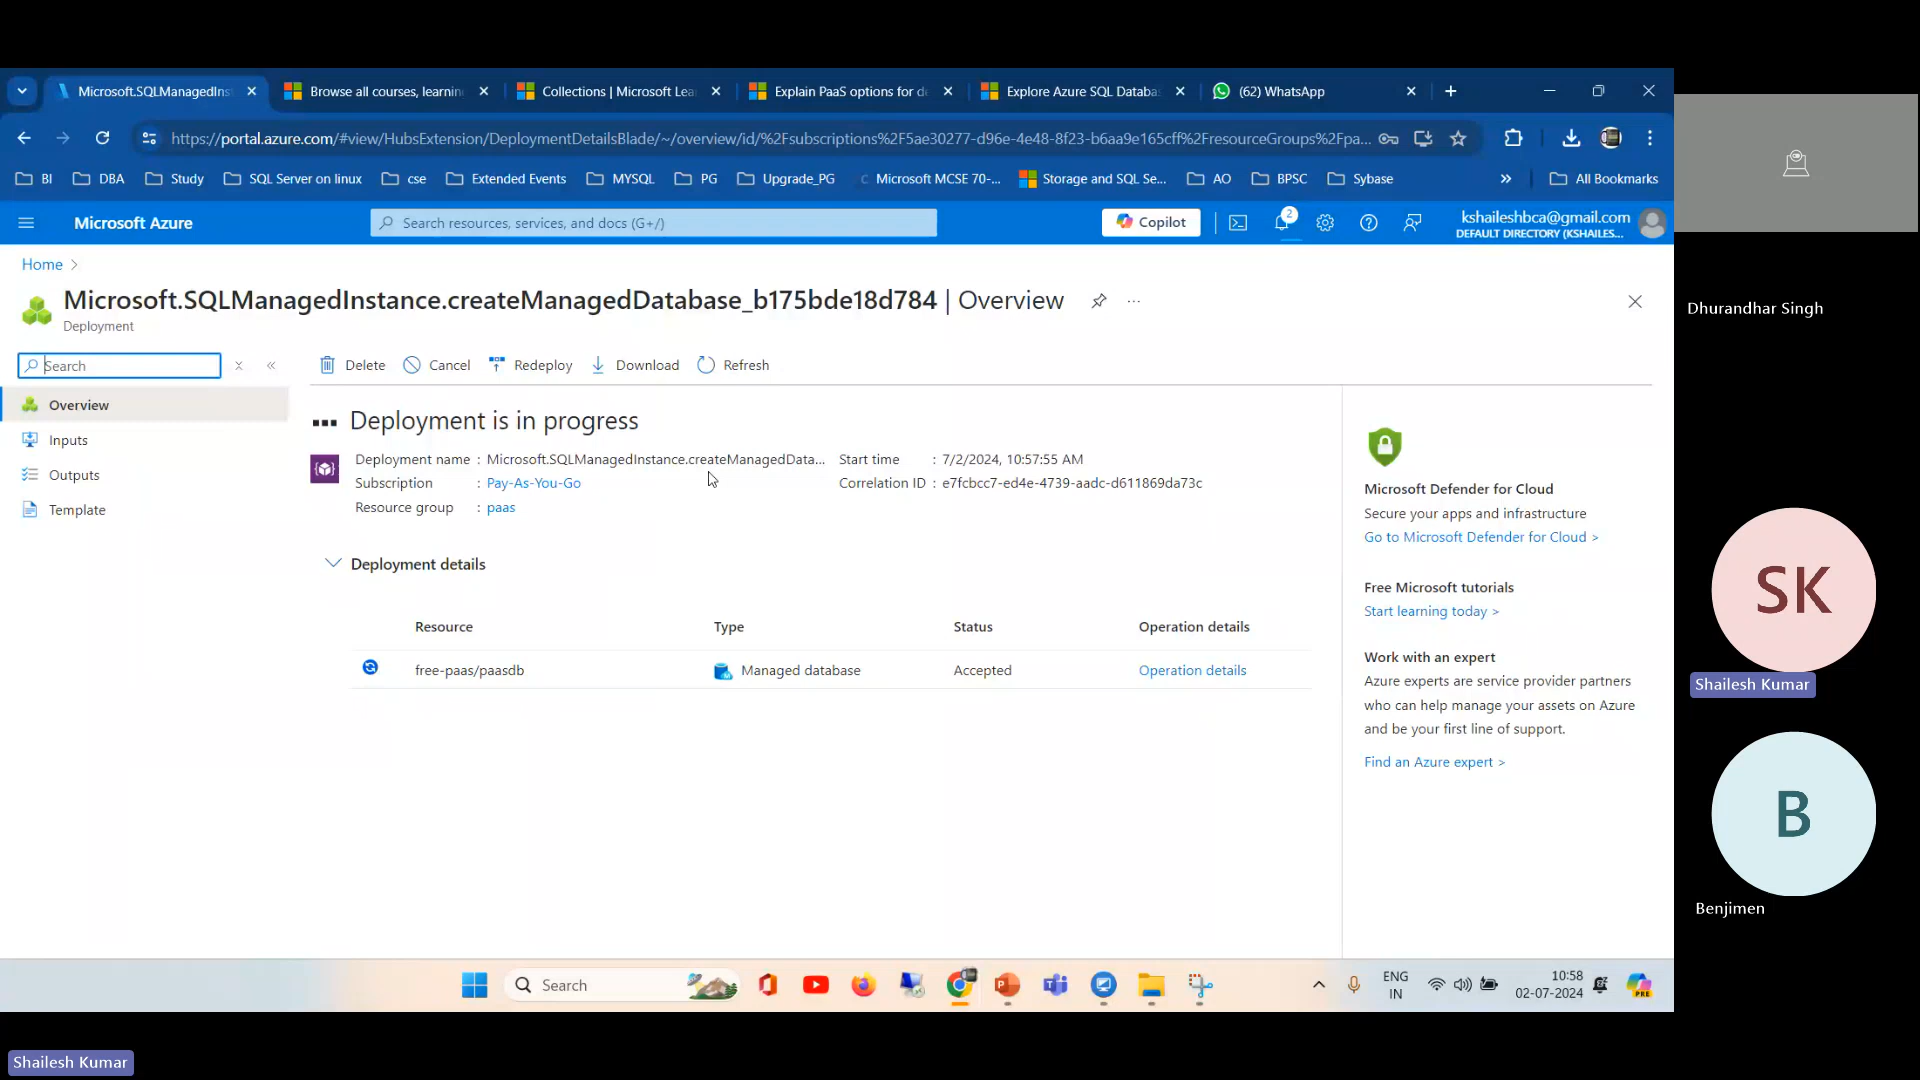 Microsoft.SQLManagedIns
Browse all courses, learnin
Collections | Microsoft Lea
Explain PaaS options for de
Explore Azure SQL Databa
(62) WhatsApp
https://portal.azure.com/#view/HubsExtension/DeploymentDetailsBlade/~/overview/id/%2Fsubscriptions%2F5ae30277-d96e-4e48-8f23-b6aa9e165cff%2FresourceGroups%2Fpa...
BI
DBA
Study
SQL Server on linux
cse
Extended Events
MYSQL
PG
Upgrade_PG
Microsoft MCSE 70-...
Storage and SQL Se...
AO
BPSC
Sybase
»
All Bookmarks
Microsoft Azure
Search resources, services, and docs (G+/)
Copilot
2
kshaileshbca@gmail.com
DEFAULT DIRECTORY (KSHAILES...
Home >
Microsoft.SQLManagedInstance.createManagedDatabase_b175bde18d784 | Overview
Deployment
Search
Delete
Cancel
Redeploy
Download
Refresh
Overview
Inputs
Outputs
Template
Deployment is in progress
Deployment name : Microsoft.SQLManagedInstance.createManagedData...
Subscription : Pay-As-You-Go
Resource group : paas
Start time : 7/2/2024, 10:57:55 AM
Correlation ID : e7fcbcc7-ed4e-4739-aadc-d611869da73c
Deployment details
Resource Type Status Operation details
free-paas/paasdb Managed database Accepted Operation details
Microsoft Defender for Cloud
Secure your apps and infrastructure
Go to Microsoft Defender for Cloud >
Free Microsoft tutorials
Start learning today >
Work with an expert
Azure experts are service provider partners
who can help manage your assets on Azure
and be your first line of support.
Find an Azure expert >
Search
ENG
IN
10:58
02-07-2024
PRE
Dhurandhar Singh
SK
Shailesh Kumar
B
Benjimen
Shailesh Kumar